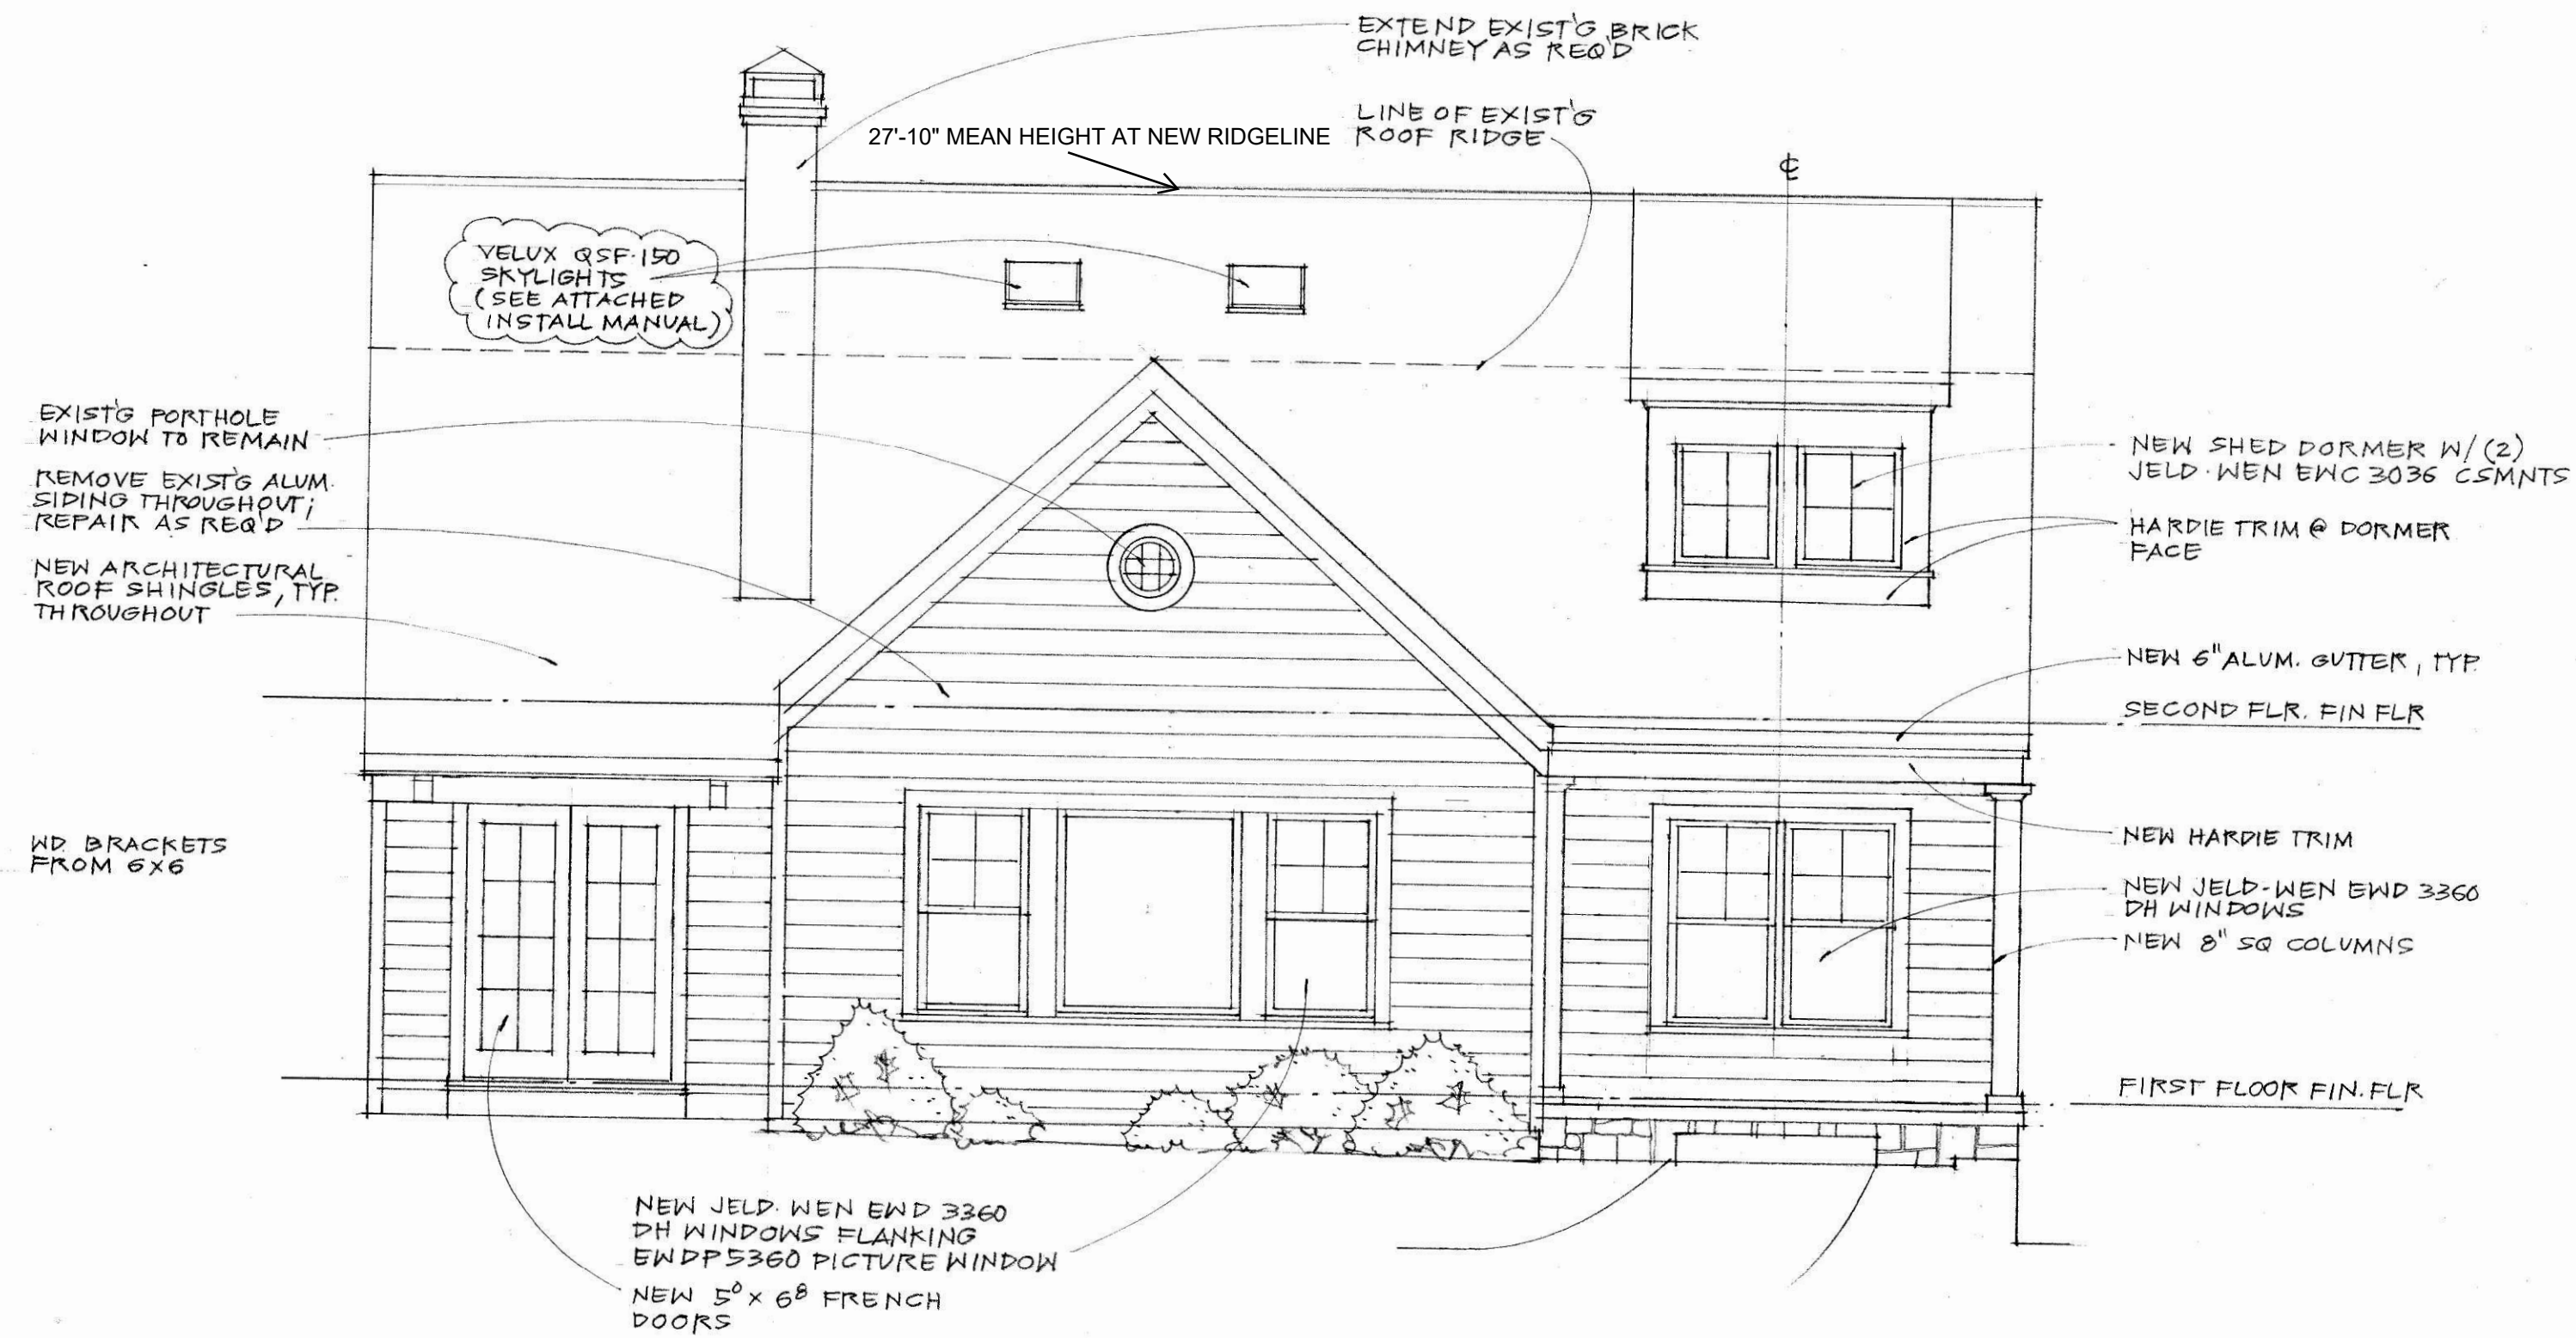 EXTEND EXIST'G BRICK
CHIMNEY AS REQ'D
LINE OF EXIST'G
ROOF RIDGE
27'-10" MEAN HEIGHT AT NEW RIDGELINE
℄
VELUX QSF-150
SKYLIGHTS
(SEE ATTACHED
INSTALL MANUAL)
EXIST'G PORTHOLE
WINDOW TO REMAIN
REMOVE EXIST'G ALUM.
SIDING THROUGHOUT;
REPAIR AS REQ'D
NEW ARCHITECTURAL
ROOF SHINGLES, TYP.
THROUGHOUT
WD BRACKETS
FROM 6X6
NEW SHED DORMER W/ (2)
JELD-WEN EWC 3036 CSMNTS
HARDIE TRIM @ DORMER
FACE
NEW 6" ALUM. GUTTER, TYP.
SECOND FLR. FIN FLR
NEW HARDIE TRIM
NEW JELD-WEN EWD 3360
DH WINDOWS
NEW 8" SQ COLUMNS
FIRST FLOOR FIN. FLR
NEW JELD-WEN EWD 3360
DH WINDOWS FLANKING
EWDP5360 PICTURE WINDOW
NEW 5⁰ X 6⁸ FRENCH
DOORS